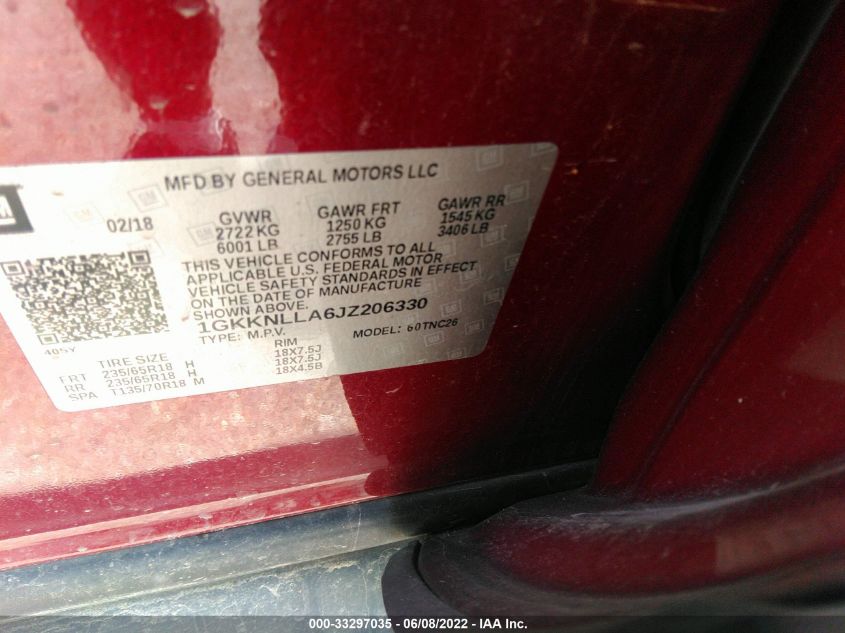 MFD BY GENERAL MOTORS LLC
02/18 GVWR GAWR FRT GAWR RR
2722 KG 1250 KG 1545 KG
6001 LB 2755 LB 3406 LB
THIS VEHICLE CONFORMS TO ALL
APPLICABLE U.S. FEDERAL MOTOR
VEHICLE SAFETY STANDARDS IN EFFECT
ON THE DATE OF MANUFACTURE
SHOWN ABOVE.
1GKKNLLA6JZ206330
TYPE: M.P.V. MODEL: 60TNC26
405Y
TIRE SIZE RIM
FRT 235/65R18 H 18X7.5J
RR 235/65R18 H 18X7.5J
SPA T135/70R18 M 18X4.5B
000-33297035 - 06/08/2022 - IAA Inc.